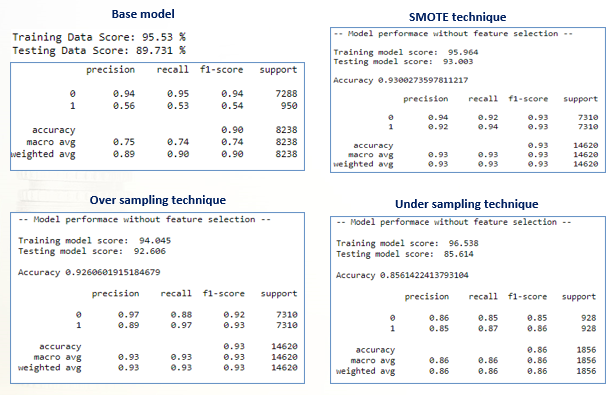 Base model
Training Data Score: 95.53 %
Testing Data Score: 89.731 %
precision recall f1-score support
0 0.94 0.95 0.94 7288
1 0.56 0.53 0.54 950
accuracy 0.90 8238
macro avg 0.75 0.74 0.74 8238
weighted avg 0.89 0.90 0.90 8238
SMOTE technique
-- Model performace without feature selection --
Training model score: 95.964
Testing model score: 93.003
Accuracy 0.9300273597811217
precision recall f1-score support
0 0.94 0.92 0.93 7310
1 0.92 0.94 0.93 7310
accuracy 0.93 14620
macro avg 0.93 0.93 0.93 14620
weighted avg 0.93 0.93 0.93 14620
Over sampling technique
-- Model performace without feature selection --
Training model score: 94.045
Testing model score: 92.606
Accuracy 0.9260601915184679
precision recall f1-score support
0 0.97 0.88 0.92 7310
1 0.89 0.97 0.93 7310
accuracy 0.93 14620
macro avg 0.93 0.93 0.93 14620
weighted avg 0.93 0.93 0.93 14620
Under sampling technique
-- Model performace without feature selection --
Training model score: 96.538
Testing model score: 85.614
Accuracy 0.8561422413793104
precision recall f1-score support
0 0.86 0.85 0.85 928
1 0.85 0.87 0.86 928
accuracy 0.86 1856
macro avg 0.86 0.86 0.86 1856
weighted avg 0.86 0.86 0.86 1856